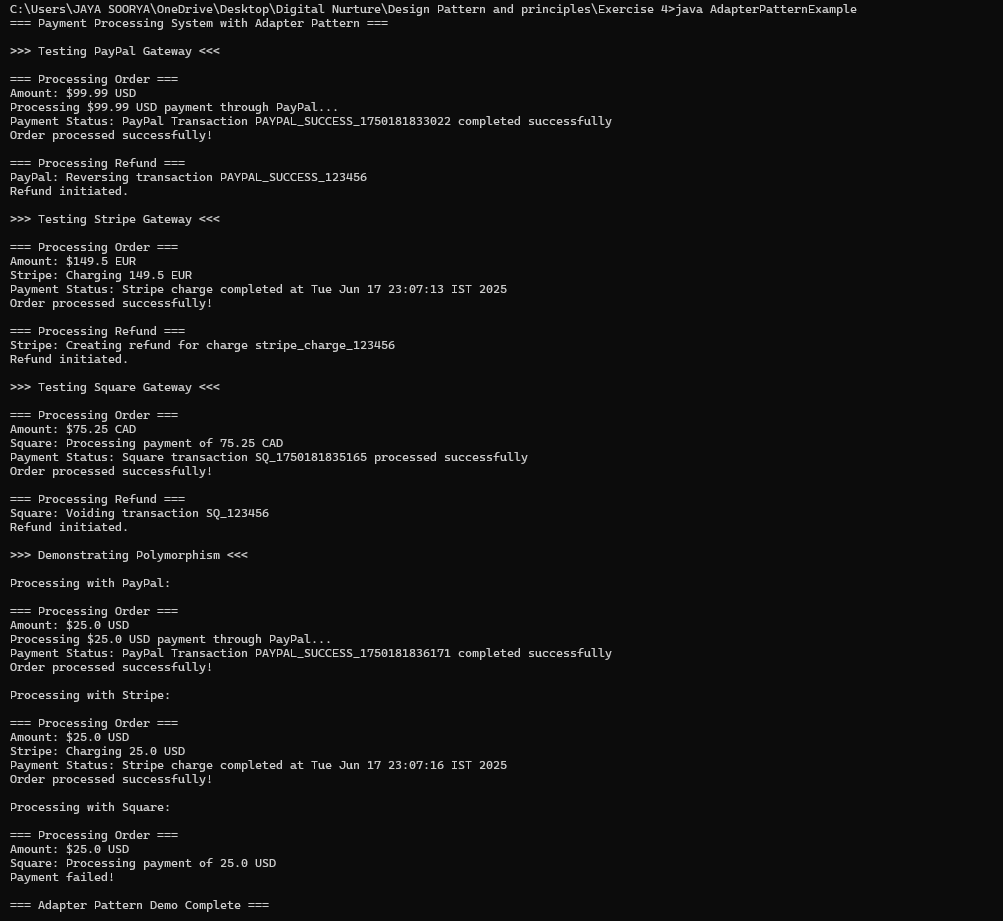 C:\Users\JAYA SOORYA\OneDrive\Desktop\Digital Nurture\Design Pattern and principles\Exercise 4>java AdapterPatternExample
=== Payment Processing System with Adapter Pattern ===
>>> Testing PayPal Gateway <<<
=== Processing Order ===
Amount: $99.99 USD
Processing $99.99 USD payment through PayPal...
Payment Status: PayPal Transaction PAYPAL_SUCCESS_1750181833022 completed successfully
Order processed successfully!
=== Processing Refund ===
PayPal: Reversing transaction PAYPAL_SUCCESS_123456
Refund initiated.
>>> Testing Stripe Gateway <<<
=== Processing Order ===
Amount: $149.5 EUR
Stripe: Charging 149.5 EUR
Payment Status: Stripe charge completed at Tue Jun 17 23:07:13 IST 2025
Order processed successfully!
=== Processing Refund ===
Stripe: Creating refund for charge stripe_charge_123456
Refund initiated.
>>> Testing Square Gateway <<<
=== Processing Order ===
Amount: $75.25 CAD
Square: Processing payment of 75.25 CAD
Payment Status: Square transaction SQ_1750181835165 processed successfully
Order processed successfully!
=== Processing Refund ===
Square: Voiding transaction SQ_123456
Refund initiated.
>>> Demonstrating Polymorphism <<<
Processing with PayPal:
=== Processing Order ===
Amount: $25.0 USD
Processing $25.0 USD payment through PayPal...
Payment Status: PayPal Transaction PAYPAL_SUCCESS_1750181836171 completed successfully
Order processed successfully!
Processing with Stripe:
=== Processing Order ===
Amount: $25.0 USD
Stripe: Charging 25.0 USD
Payment Status: Stripe charge completed at Tue Jun 17 23:07:16 IST 2025
Order processed successfully!
Processing with Square:
=== Processing Order ===
Amount: $25.0 USD
Square: Processing payment of 25.0 USD
Payment failed!
=== Adapter Pattern Demo Complete ===